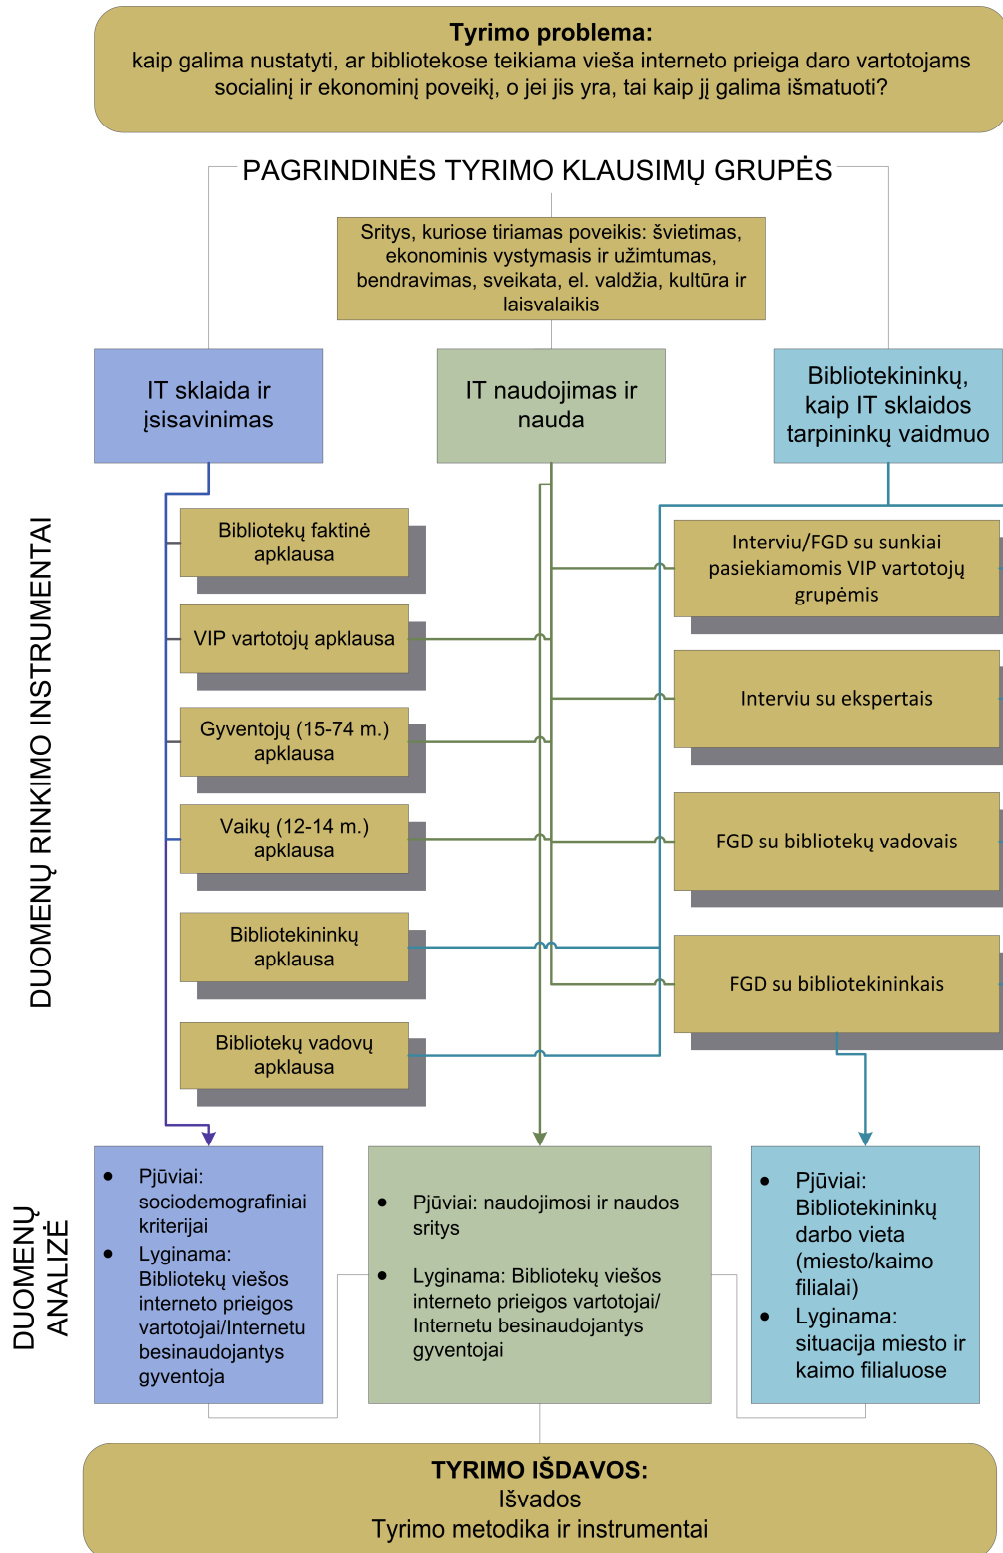 Tyrimo problema:
kaip galima nustatyti, ar bibliotekose teikiama vieša interneto prieiga daro vartotojams
socialinį ir ekonominį poveikį, o jei jis yra, tai kaip jį galima išmatuoti?
PAGRINDINĖS TYRIMO KLAUSIMŲ GRUPĖS
Sritys, kuriose tiriamas poveikis: švietimas,
ekonominis vystymasis ir užimtumas,
bendravimas, sveikata, el. valdžia, kultūra ir
laisvalaikis
IT sklaida ir
įsisavinimas
IT naudojimas ir
nauda
Bibliotekininkų,
kaip IT sklaidos
tarpininkų vaidmuo
DUOMENŲ RINKIMO INSTRUMENTAI
Bibliotekų faktinė
apklausa
VIP vartotojų apklausa
Gyventojų (15-74 m.)
apklausa
Vaikų (12-14 m.)
apklausa
Bibliotekininkų
apklausa
Bibliotekų vadovų
apklausa
Interviu/FGD su sunkiai
pasiekiamomis VIP vartotojų
grupėmis
Interviu su ekspertais
FGD su bibliotekų vadovais
FGD su bibliotekininkais
DUOMENŲ
ANALIZĖ
• Pjūviai:
sociodemografiniai
kriterijai
• Lyginama:
Bibliotekų viešos
interneto prieigos
vartotojai/Internetu
besinaudojantys
gyventoja
• Pjūviai: naudojimosi ir naudos
sritys
• Lyginama: Bibliotekų viešos
interneto prieigos vartotojai/
Internetu besinaudojantys
gyventojai
• Pjūviai:
Bibliotekininkų
darbo vieta
(miesto/kaimo
filialai)
• Lyginama:
situacija miesto ir
kaimo filialuose
TYRIMO IŠDAVOS:
Išvados
Tyrimo metodika ir instrumentai